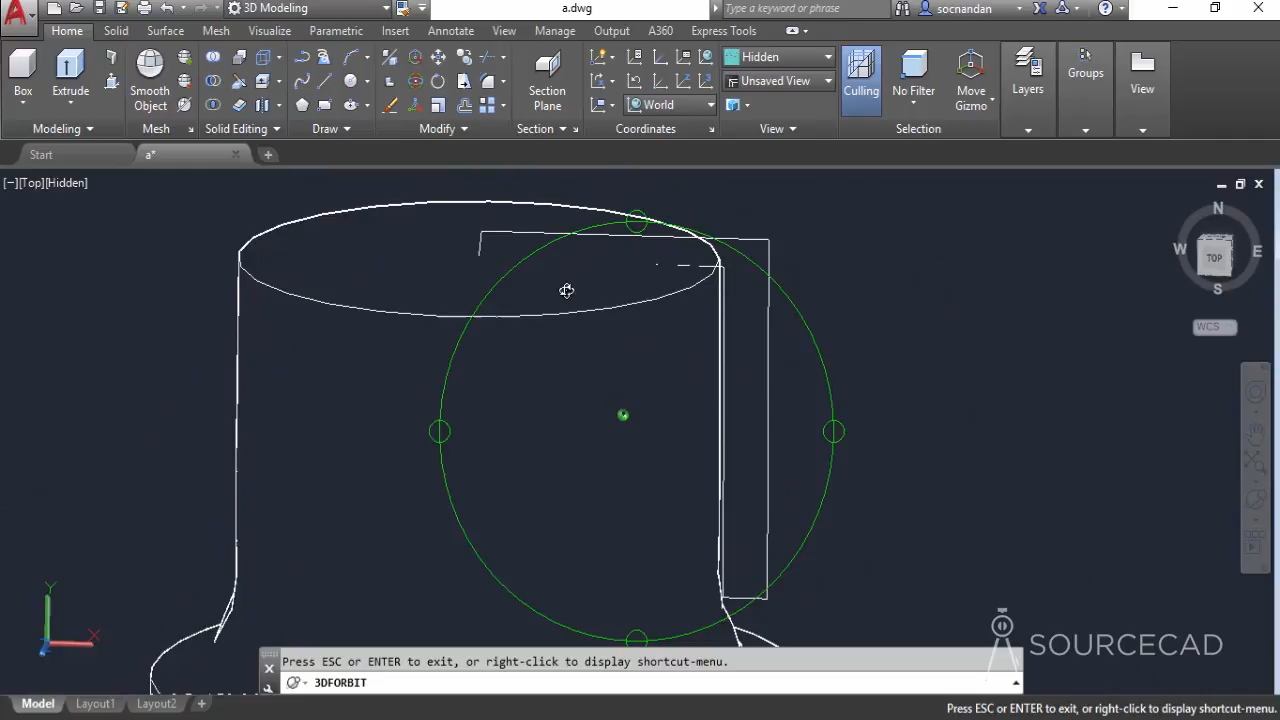 A
3D Modeling
a.dwg
Type a keyword or phrase
socnandan
Home Solid Surface Mesh Visualize Parametric Insert Annotate View Manage Output A360 Express Tools
Box
Extrude
Smooth
Object
Hidden
Unsaved View
World
Section
Plane
Culling
No Filter
Move
Gizmo
Layers
Groups
View
Modeling Mesh Solid Editing Draw Modify Section Coordinates View Selection
Start
a*
[−][Top][Hidden]
N
W
TOP
E
S
WCS
Y
X
Press ESC or ENTER to exit, or right-click to display shortcut-menu.
3DFORBIT
SOURCECAD
Model Layout1 Layout2
Press ESC or ENTER to exit, or right-click to display shortcut-menu.